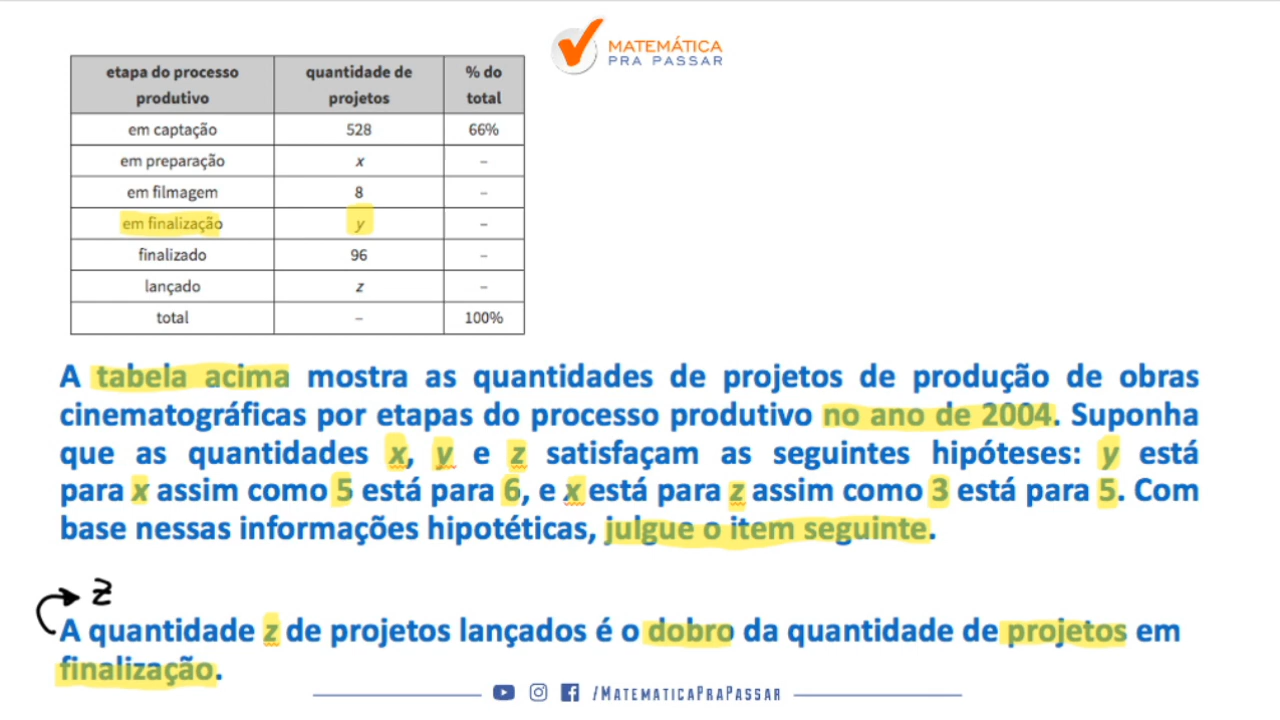 MATEMÁTICA
PRA PASSAR
etapa do processo produtivo quantidade de projetos % do total
em captação 528 66%
em preparação x –
em filmagem 8 –
em finalização y –
finalizado 96 –
lançado z –
total – 100%
A tabela acima mostra as quantidades de projetos de produção de obras
cinematográficas por etapas do processo produtivo no ano de 2004. Suponha
que as quantidades x, y e z satisfaçam as seguintes hipóteses: y está
para x assim como 5 está para 6, e x está para z assim como 3 está para 5. Com
base nessas informações hipotéticas, julgue o item seguinte.
z
A quantidade z de projetos lançados é o dobro da quantidade de projetos em
finalização.
/MATEMATICAPRAPASSAR